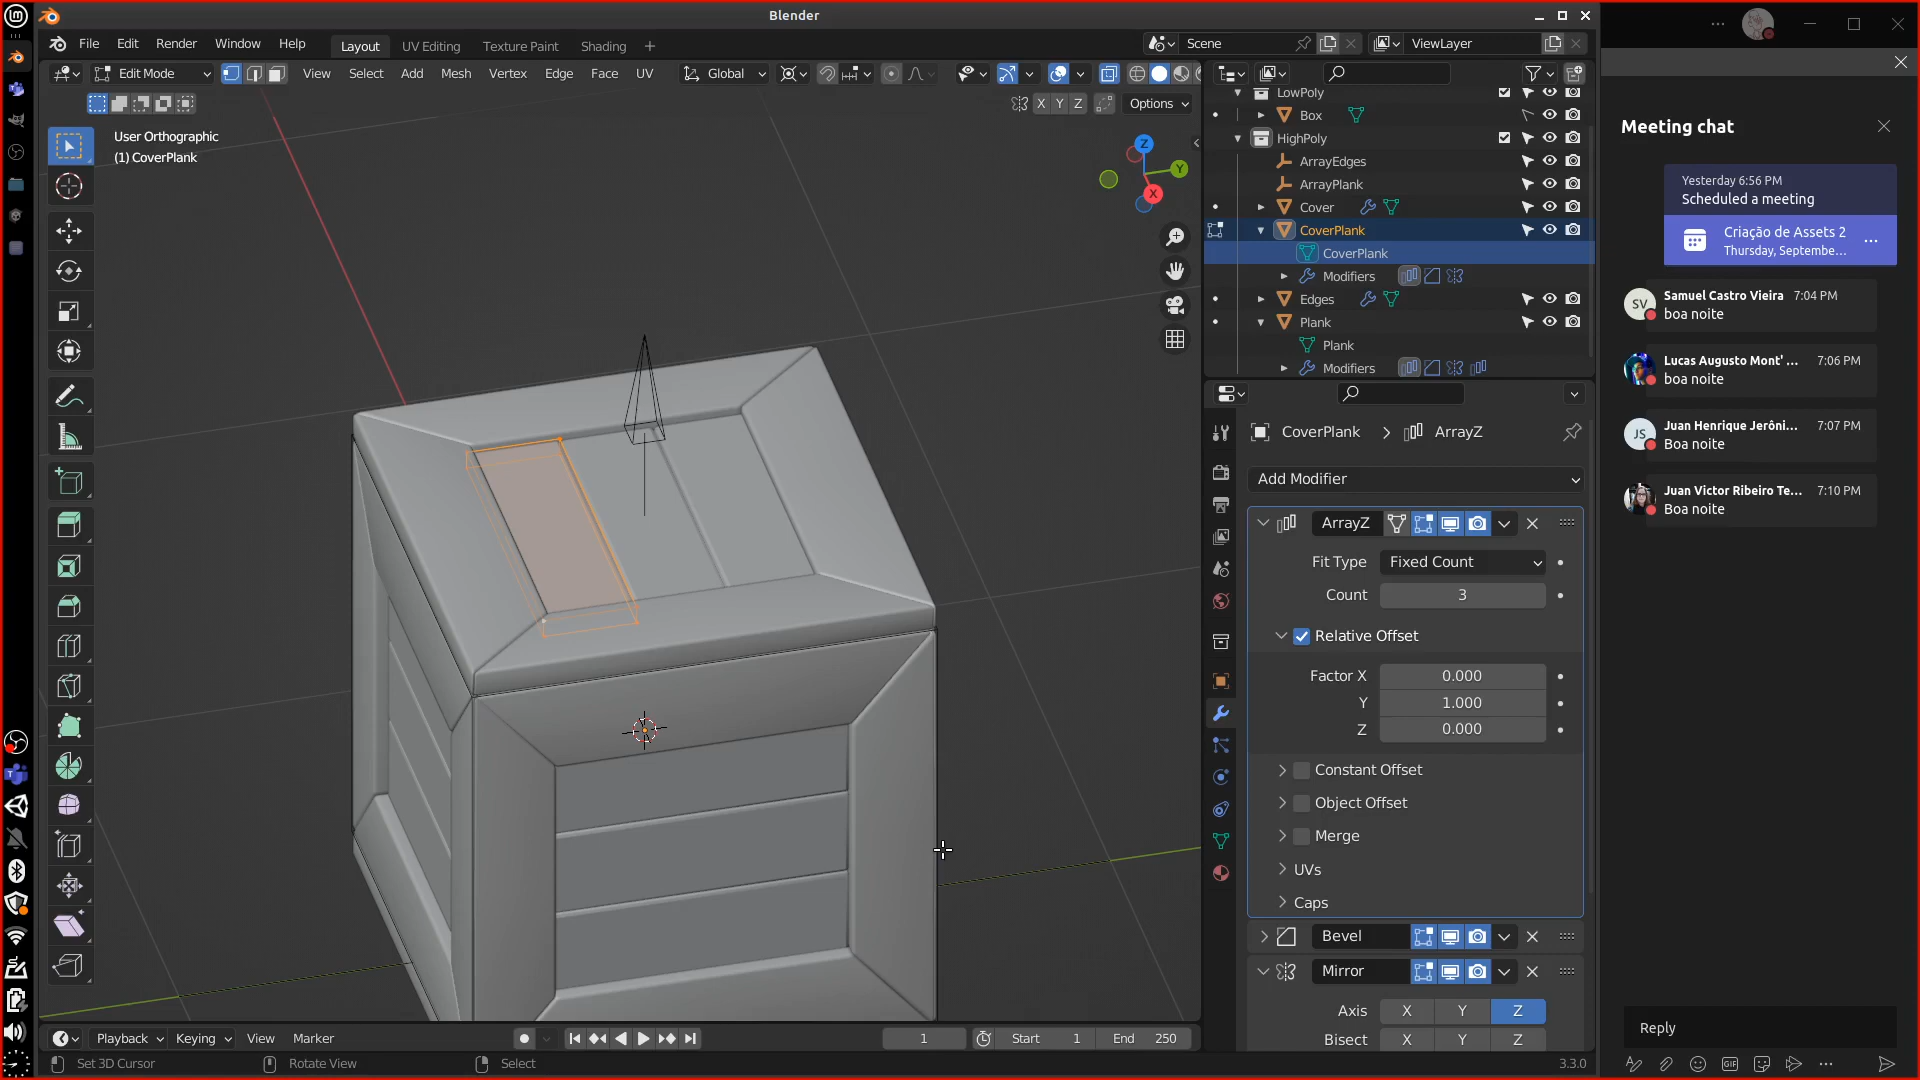 Blender
File Edit Render Window Help
Layout UV Editing Texture Paint Shading
Scene
ViewLayer
Edit Mode
View Select Add Mesh Vertex Edge Face UV
Global
X Y Z
Options
User Orthographic
(1) CoverPlank
Z
Y
X
LowPoly
Box
HighPoly
ArrayEdges
ArrayPlank
Cover
CoverPlank
CoverPlank
Modifiers
Edges
Plank
Plank
Modifiers
CoverPlank > ArrayZ
Add Modifier
ArrayZ
Fit Type Fixed Count
Count 3
Relative Offset
Factor X 0.000
Y 1.000
Z 0.000
Constant Offset
Object Offset
Merge
UVs
Caps
Bevel
Mirror
Axis X Y Z
Bisect X Y Z
Playback Keying View Marker
1
Start 1
End 250
Set 3D Cursor
Rotate View
Select
3.3.0
Meeting chat
Yesterday 6:56 PM
Scheduled a meeting
Criação de Assets 2
Thursday, Septembe...
SV
Samuel Castro Vieira 7:04 PM
boa noite
Lucas Augusto Mont' ... 7:06 PM
boa noite
JS
Juan Henrique Jerôni... 7:07 PM
Boa noite
Juan Victor Ribeiro Te... 7:10 PM
Boa noite
Reply
GIF